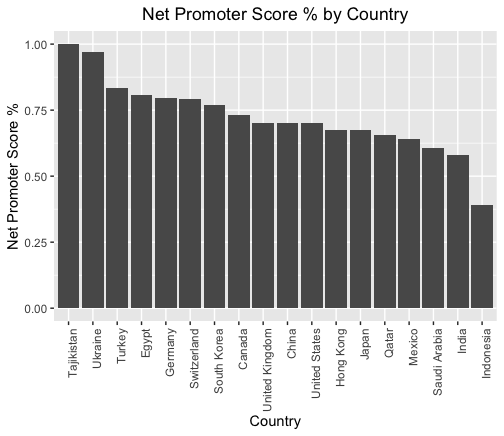 Net Promoter Score % by Country
Net Promoter Score %
1.00
0.75
0.50
0.25
0.00
Tajikistan
Ukraine
Turkey
Egypt
Germany
Switzerland
South Korea
Canada
United Kingdom
China
United States
Hong Kong
Japan
Qatar
Mexico
Saudi Arabia
India
Indonesia
Country